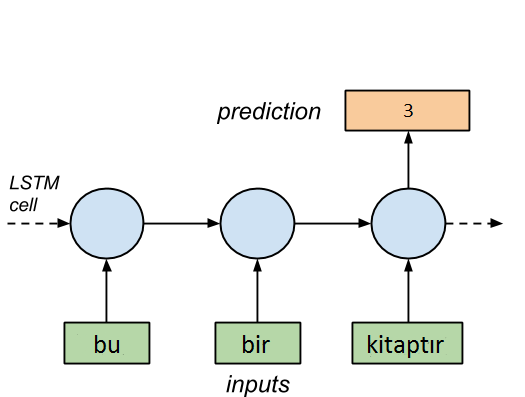 prediction
3
LSTM
cell
bu
bir
kitaptır
inputs